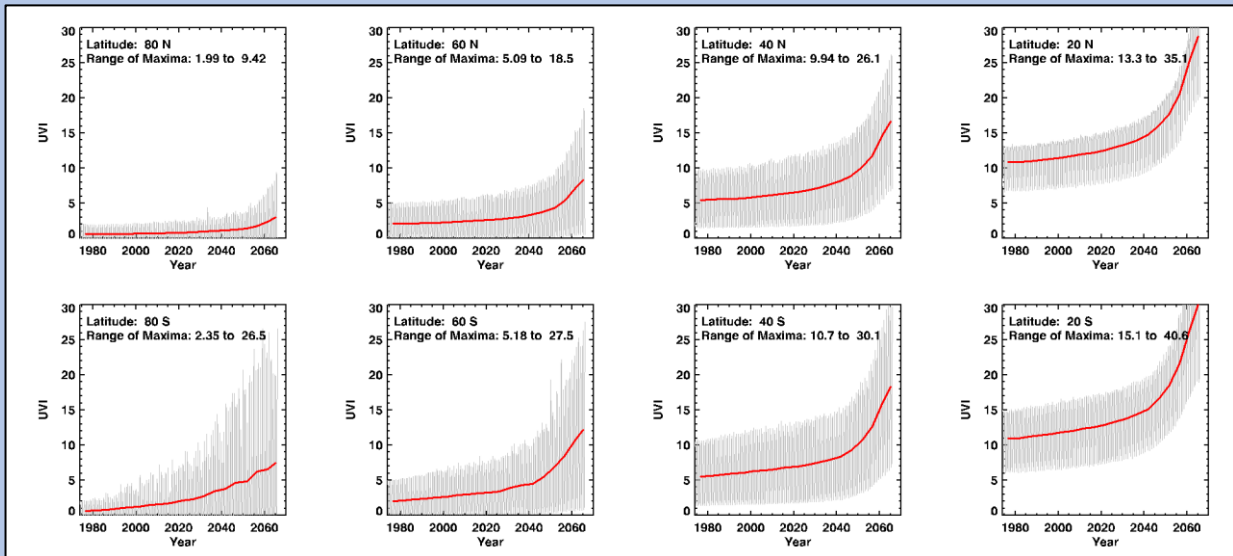 Latitude: 80 N
Range of Maxima: 1.99 to 9.42
30
25
20
15
10
5
0
UVI
1980 2000 2020 2040 2060
Year
Latitude: 60 N
Range of Maxima: 5.09 to 18.5
30
25
20
15
10
5
0
UVI
1980 2000 2020 2040 2060
Year
Latitude: 40 N
Range of Maxima: 9.94 to 26.1
30
25
20
15
10
5
0
UVI
1980 2000 2020 2040 2060
Year
Latitude: 20 N
Range of Maxima: 13.3 to 35.1
30
25
20
15
10
5
0
UVI
1980 2000 2020 2040 2060
Year
Latitude: 80 S
Range of Maxima: 2.35 to 26.5
30
25
20
15
10
5
0
UVI
1980 2000 2020 2040 2060
Year
Latitude: 60 S
Range of Maxima: 5.18 to 27.5
30
25
20
15
10
5
0
UVI
1980 2000 2020 2040 2060
Year
Latitude: 40 S
Range of Maxima: 10.7 to 30.1
30
25
20
15
10
5
0
UVI
1980 2000 2020 2040 2060
Year
Latitude: 20 S
Range of Maxima: 15.1 to 40.6
30
25
20
15
10
5
0
UVI
1980 2000 2020 2040 2060
Year